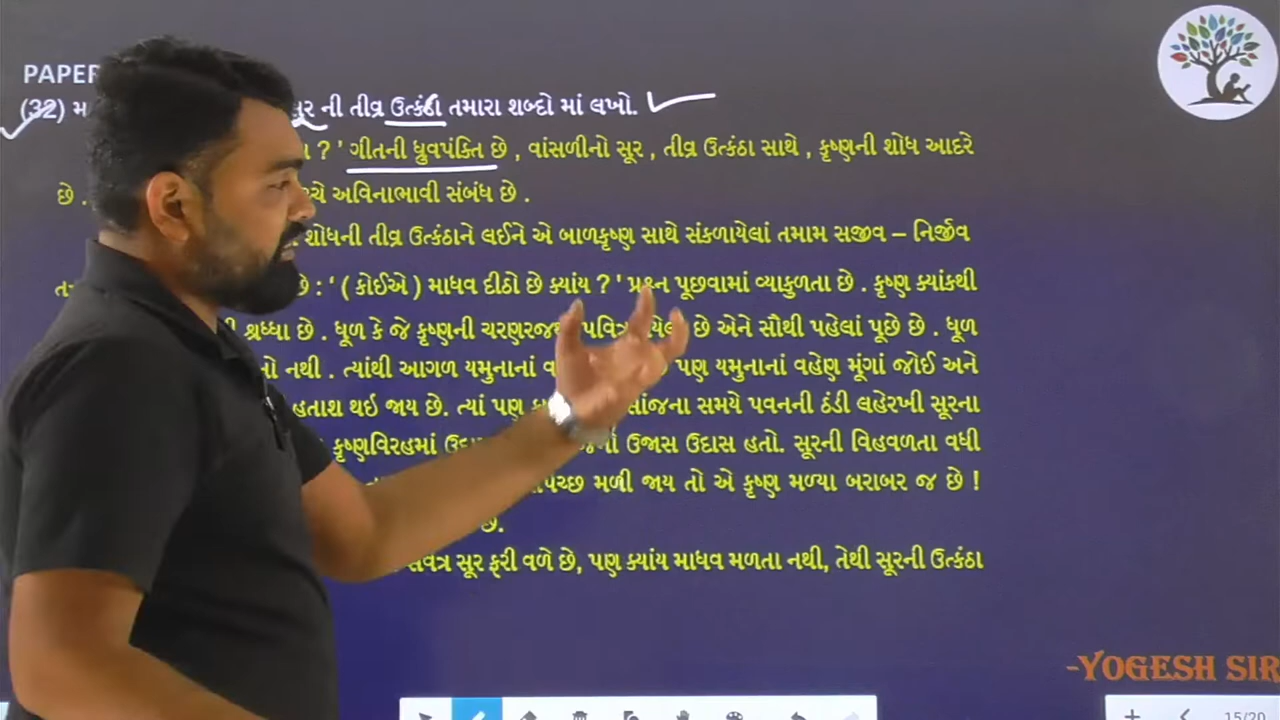 PAPER
(32) મ સૂર ની તીવ્ર ઉત્કંઠા તમારા શબ્દો માં લખો.
? ' ગીતની ધ્રુવપંક્તિ છે , વાંસળીનો સૂર , તીવ્ર ઉત્કંઠા સાથે , કૃષ્ણની શોધ આદરે
છે . અવિનાભાવી સંબંધ છે .
શોધની તીવ્ર ઉત્કંઠાને લઈને એ બાળકૃષ્ણ સાથે સંકળાયેલાં તમામ સજીવ – નિર્જીવ
છે : ' ( કોઈએ ) માધવ દીઠો છે ક્યાંય ? ' પ્રશ્ન પૂછવામાં વ્યાકુળતા છે . કૃષ્ણ ક્યાંકથી
શ્રધ્ધા છે . ધૂળ કે જે કૃષ્ણની છે એને સૌથી પહેલાં પૂછે છે . ધૂળ
નથી . ત્યાંથી આગળ યમુનાનાં પણ યમુનાનાં વહેણ મૂંગાં જોઈ અને
હતાશ થઇ જાય છે. ત્યાં પણ સાંજના સમયે પવનની ઠંડી લહેરખી સૂરના
કૃષ્ણવિરહમાં ઉજાસ ઉદાસ હતો. સૂરની વિહવળતા વધી
મળી જાય તો એ કૃષ્ણ મળ્યા બરાબર જ છે !
છે.
સર્વત્ર સૂર ફરી વળે છે, પણ ક્યાંય માધવ મળતા નથી, તેથી સૂરની ઉત્કંઠા
-YOGESH SIR
15/20